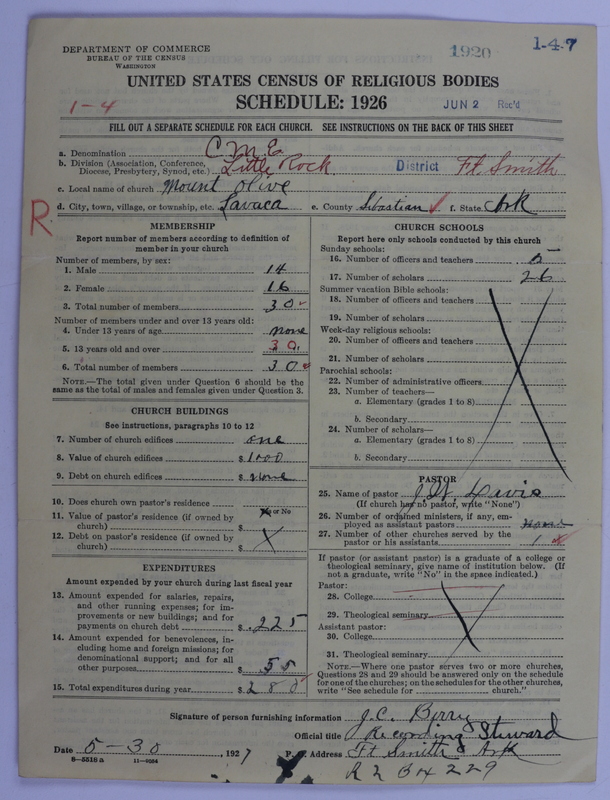 DEPARTMENT OF COMMERCE
BUREAU OF THE CENSUS
WASHINGTON
1920
1-4-7
UNITED STATES CENSUS OF RELIGIOUS BODIES
1-4
SCHEDULE: 1926
JUN 2 Rec'd
FILL OUT A SEPARATE SCHEDULE FOR EACH CHURCH. SEE INSTRUCTIONS ON THE BACK OF THIS SHEET
a. Denomination C.M.E.
b. Division (Association, Conference, Diocese, Presbytery, Synod, etc.) Little Rock District Ft Smith
c. Local name of church Mount Olive
d. City, town, village, or township, etc. Lavaca e. County Sibastian f. State Ark
R
MEMBERSHIP
Report number of members according to definition of
member in your church
Number of members, by sex:
1. Male 14
2. Female 16
3. Total number of members 30
Number of members under and over 13 years old:
4. Under 13 years of age none
5. 13 years old and over 30
6. Total number of members 30
NOTE.—The total given under Question 6 should be
same as the total of males and females given under Question 3.
CHURCH BUILDINGS
See instructions, paragraphs 10 to 12
7. Number of church edifices one
8. Value of church edifices $ 1000
9. Debt on church edifices $ none
10. Does church own pastor's residence
Yes or No
11. Value of pastor's residence (if owned by
church) $
12. Debt on pastor's residence (if owned by
church) $
EXPENDITURES
Amount expended by your church during last fiscal year
13. Amount expended for salaries, repairs,
and other running expenses; for im-
provements or new buildings; and for
payments on church debt $ 225
14. Amount expended for benevolences, in-
cluding home and foreign missions; for
denominational support; and for all
other purposes $ 55
15. Total expenditures during year $ 280
CHURCH SCHOOLS
Report here only schools conducted by this church
Sunday schools:
16. Number of officers and teachers 5
17. Number of scholars 26
Summer vacation Bible schools:
18. Number of officers and teachers
19. Number of scholars
Week-day religious schools:
20. Number of officers and teachers
21. Number of scholars
Parochial schools:
22. Number of administrative officers
23. Number of teachers—
a. Elementary (grades 1 to 8)
b. Secondary
24. Number of scholars—
a. Elementary (grades 1 to 8)
b. Secondary
PASTOR
25. Name of pastor J.W. Davis
(If church has no pastor, write "None")
26. Number of ordained ministers, if any, em-
ployed as assistant pastors none
27. Number of other churches served by the
pastor or his assistants 1
If pastor (or assistant pastor) is a graduate of a college or
theological seminary, give name of institution below. (If
not a graduate, write "No" in the space indicated.)
Pastor:
28. College
29. Theological seminary
Assistant pastor:
30. College
31. Theological seminary
NOTE.—Where one pastor serves two or more churches,
Questions 28 and 29 should be answered only on the schedule
for one of the churches; on the schedules for the other churches,
write "See schedule for church."
Signature of person furnishing information J.C. Berry
Official title Recording Steward
Date 5-30, 1927 P. O. Address Ft Smith Ark
8-5518a 11-9064
R 2 Bx 229